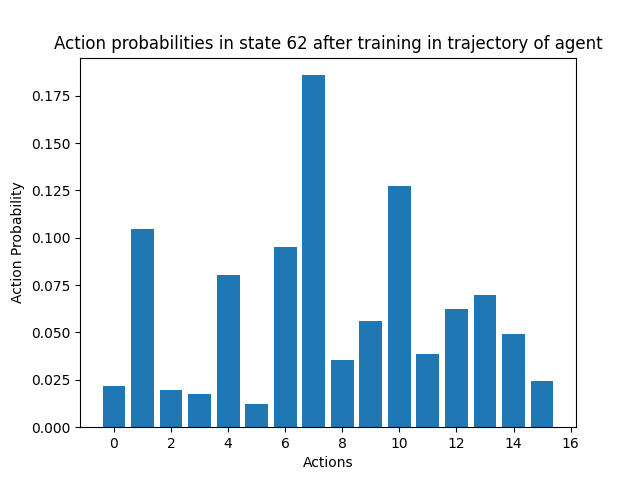 Action probabilities in state 62 after training in trajectory of agent
Action Probability
0.175
0.150
0.125
0.100
0.075
0.050
0.025
0.000
0 2 4 6 8 10 12 14 16
Actions